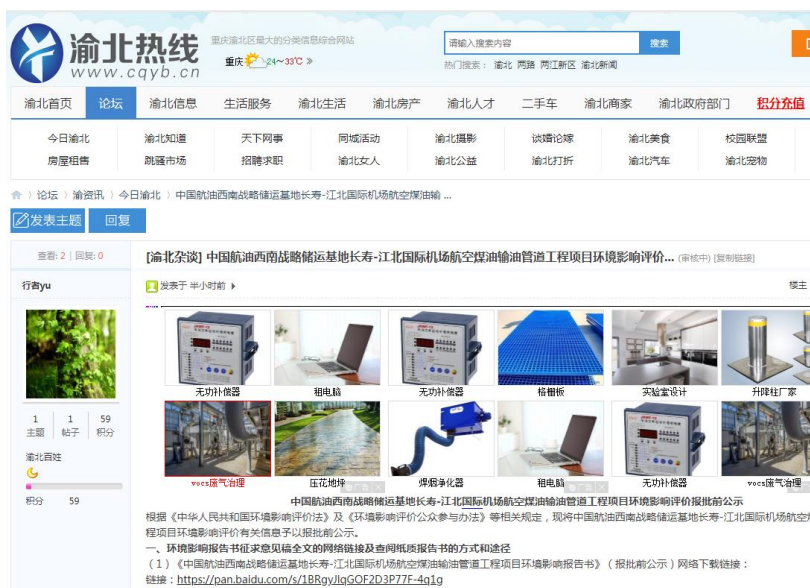 渝北热线
www.cqyb.cn
重庆渝北区最大的分类信息综合网站
重庆 24～33℃ »
请输入搜索内容 搜索
热门搜索： 渝北 两路 两江新区 渝北新闻
渝北首页 论坛 渝北信息 生活服务 渝北生活 渝北房产 渝北人才 二手车 渝北商家 渝北政府部门 积分充值
今日渝北 渝北知道 天下网事 同城活动 渝北摄影 谈婚论嫁 渝北美食 校园联盟
房屋租售 跳骚市场 招聘求职 渝北女人 渝北公益 渝北打折 渝北汽车 渝北宠物
论坛 〉 渝资讯 〉 今日渝北 〉 中国航油西南战略储运基地长寿-江北国际机场航空煤油输 ...
发表主题 回复
查看: 2 | 回复: 0
[渝北杂谈] 中国航油西南战略储运基地长寿-江北国际机场航空煤油输油管道工程项目环境影响评价... (审核中) [复制链接]
行者yu
发表于 半小时前
楼主
无功补偿器 租电脑 无功补偿器 格栅板 实验室设计 升降柱厂家
vocs废气治理 压花地坪 焊烟净化器 租电脑 无功补偿器 vocs废气治理
广告 广告
1 1 59
主题 帖子 积分
渝北百姓
积分 59
中国航油西南战略储运基地长寿-江北国际机场航空煤油输油管道工程项目环境影响评价报批前公示
根据《中华人民共和国环境影响评价法》及《环境影响评价公众参与办法》等相关规定，现将中国航油西南战略储运基地长寿-江北国际机场航空
程项目环境影响评价有关信息予以报批前公示。
一、环境影响报告书征求意见稿全文的网络链接及查阅纸质报告书的方式和途径
（1）《中国航油西南战略储运基地长寿-江北国际机场航空煤油输油管道工程项目环境影响报告书》（报批前公示）网络下载链接：
链接：https://pan.baidu.com/s/1BRgyJIqGOF2D3P77F-4q1g